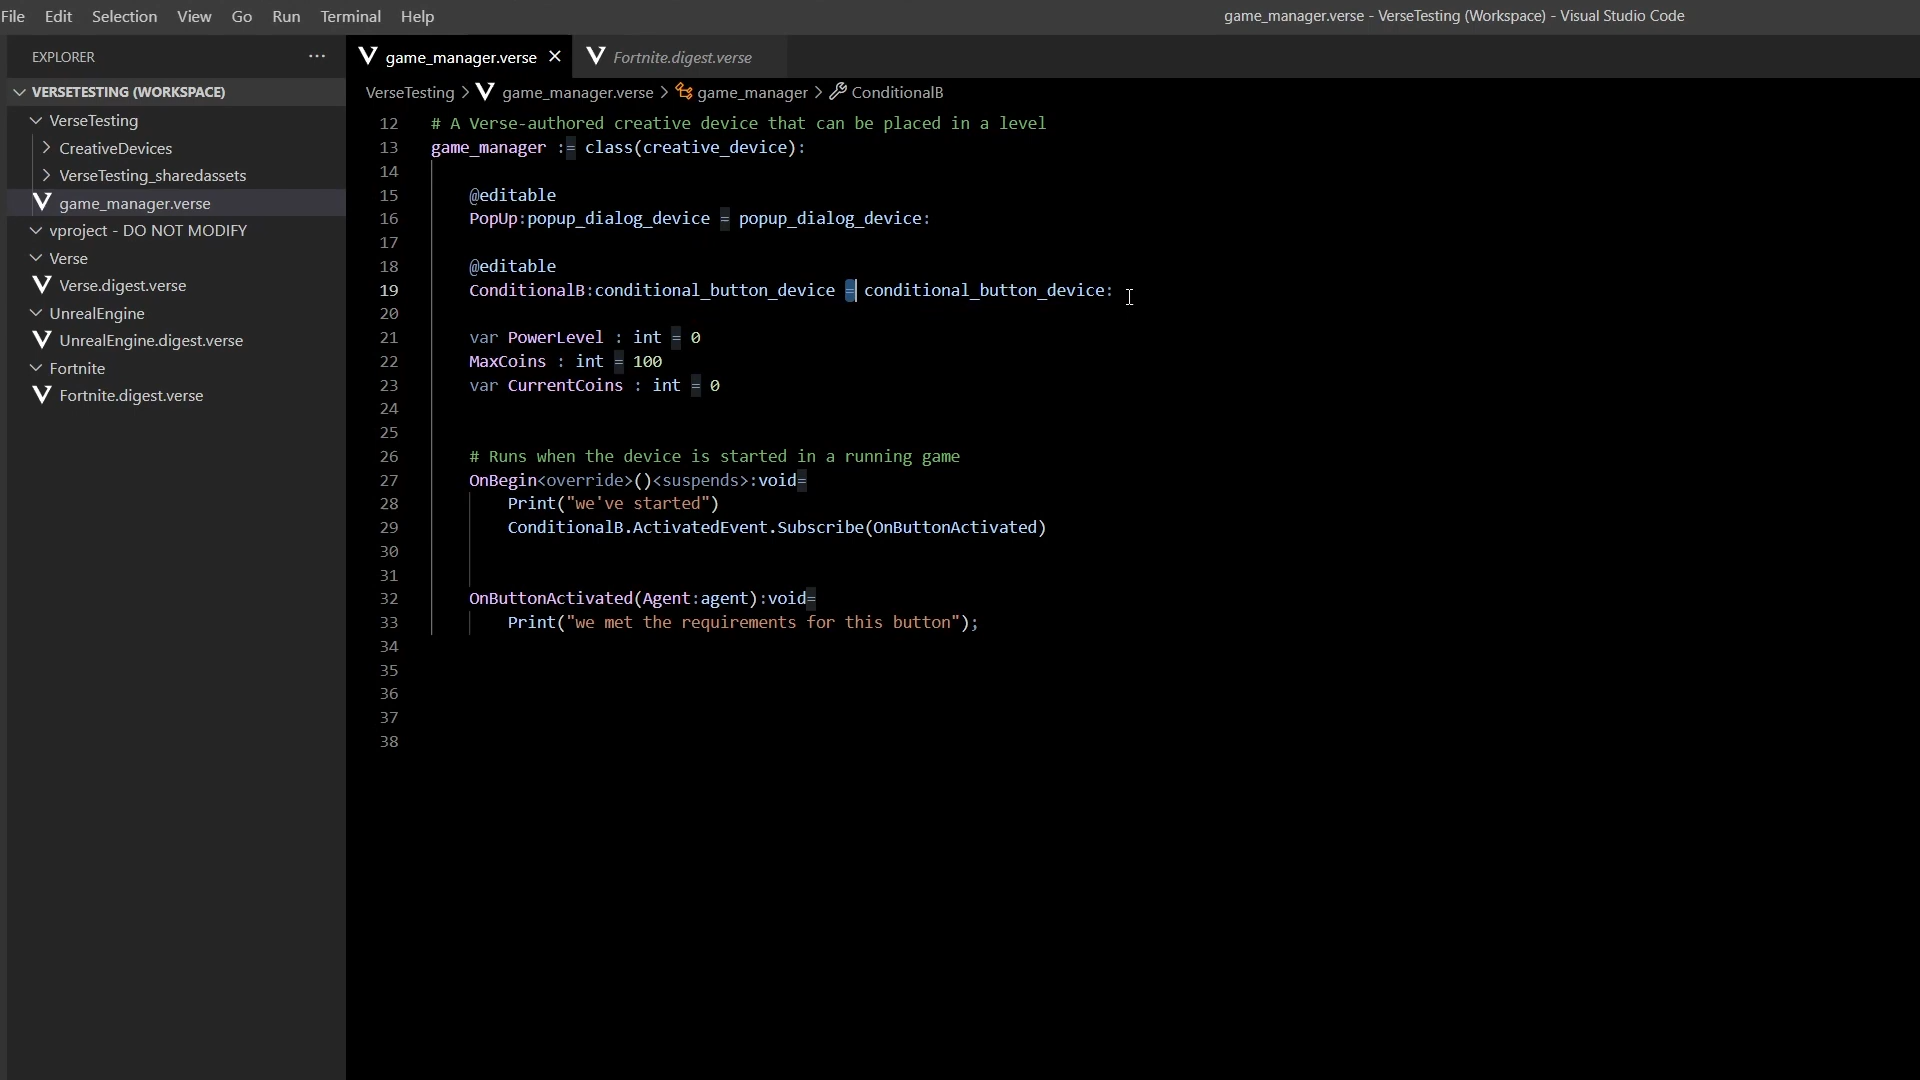 File Edit Selection View Go Run Terminal Help
game_manager.verse - VerseTesting (Workspace) - Visual Studio Code
EXPLORER ...
game_manager.verse ×
Fortnite.digest.verse
VERSETESTING (WORKSPACE)
VerseTesting
CreativeDevices
VerseTesting_sharedassets
game_manager.verse
vproject - DO NOT MODIFY
Verse
Verse.digest.verse
UnrealEngine
UnrealEngine.digest.verse
Fortnite
Fortnite.digest.verse
VerseTesting > game_manager.verse > game_manager > ConditionalB
12 # A Verse-authored creative device that can be placed in a level
13 game_manager := class(creative_device):
14
15 @editable
16 PopUp:popup_dialog_device = popup_dialog_device:
17
18 @editable
19 ConditionalB:conditional_button_device = conditional_button_device:
20
21 var PowerLevel : int = 0
22 MaxCoins : int = 100
23 var CurrentCoins : int = 0
24
25
26 # Runs when the device is started in a running game
27 OnBegin<override>()<suspends>:void=
28 Print("we've started")
29 ConditionalB.ActivatedEvent.Subscribe(OnButtonActivated)
30
31
32 OnButtonActivated(Agent:agent):void=
33 Print("we met the requirements for this button");
34
35
36
37
38